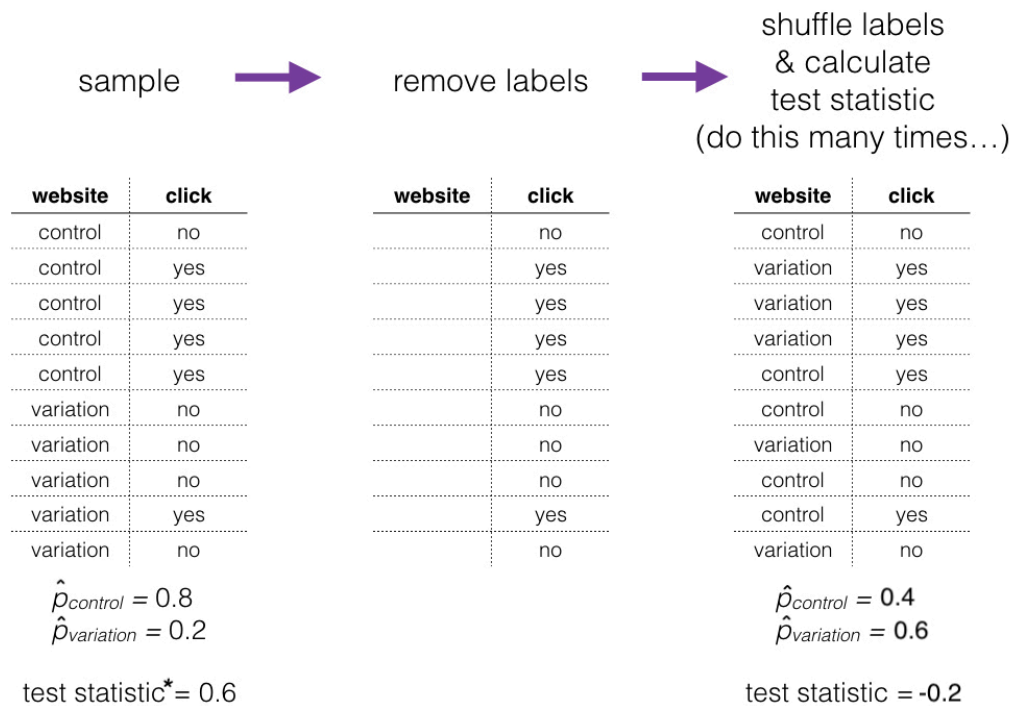 sample
remove labels
shuffle labels
& calculate
test statistic
(do this many times…)
website click
control no
control yes
control yes
control yes
control yes
variation no
variation no
variation no
variation yes
variation no
p̂control = 0.8
p̂variation = 0.2
test statistic*= 0.6
website click
no
yes
yes
yes
yes
no
no
no
yes
no
website click
control no
variation yes
variation yes
variation yes
control yes
control no
variation no
control no
control yes
variation no
p̂control = 0.4
p̂variation = 0.6
test statistic = -0.2